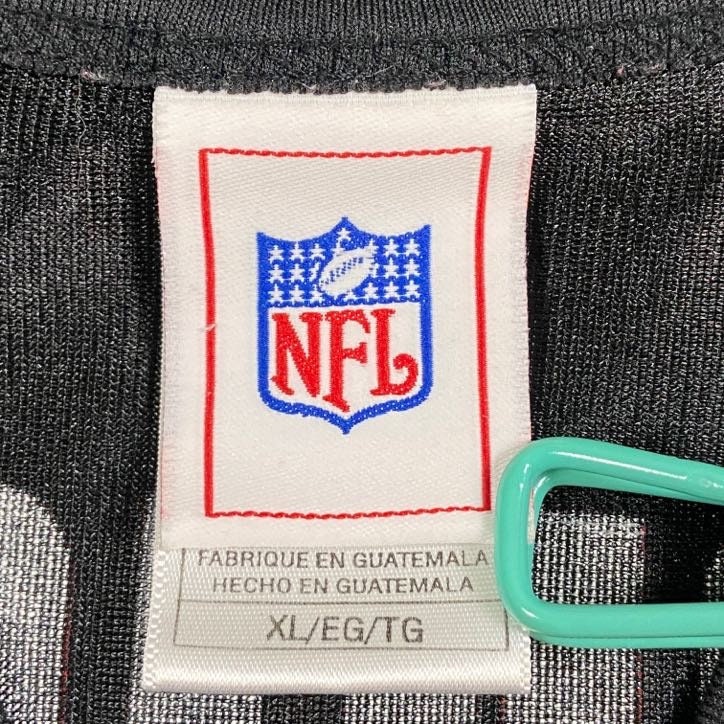 NFL
FABRIQUE EN GUATEMALA
HECHO EN GUATEMALA
XL/EG/TG